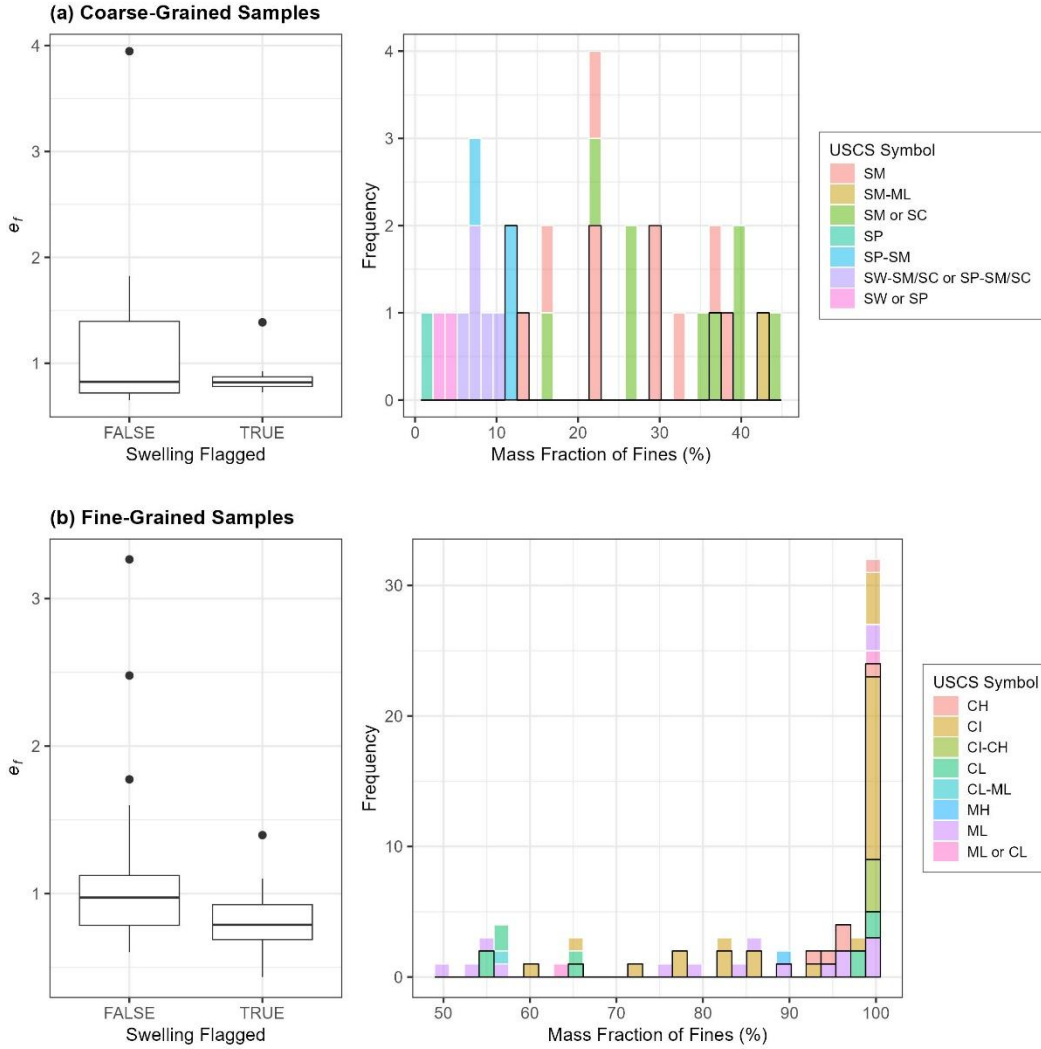 (a) Coarse-Grained Samples
4
3
2
1
e_f
FALSE TRUE
Swelling Flagged
4
3
2
1
0
Frequency
0 10 20 30 40
Mass Fraction of Fines (%)
USCS Symbol
SM
SM-ML
SM or SC
SP
SP-SM
SW-SM/SC or SP-SM/SC
SW or SP
(b) Fine-Grained Samples
3
2
1
e_f
FALSE TRUE
Swelling Flagged
30
20
10
0
Frequency
50 60 70 80 90 100
Mass Fraction of Fines (%)
USCS Symbol
CH
CI
CI-CH
CL
CL-ML
MH
ML
ML or CL